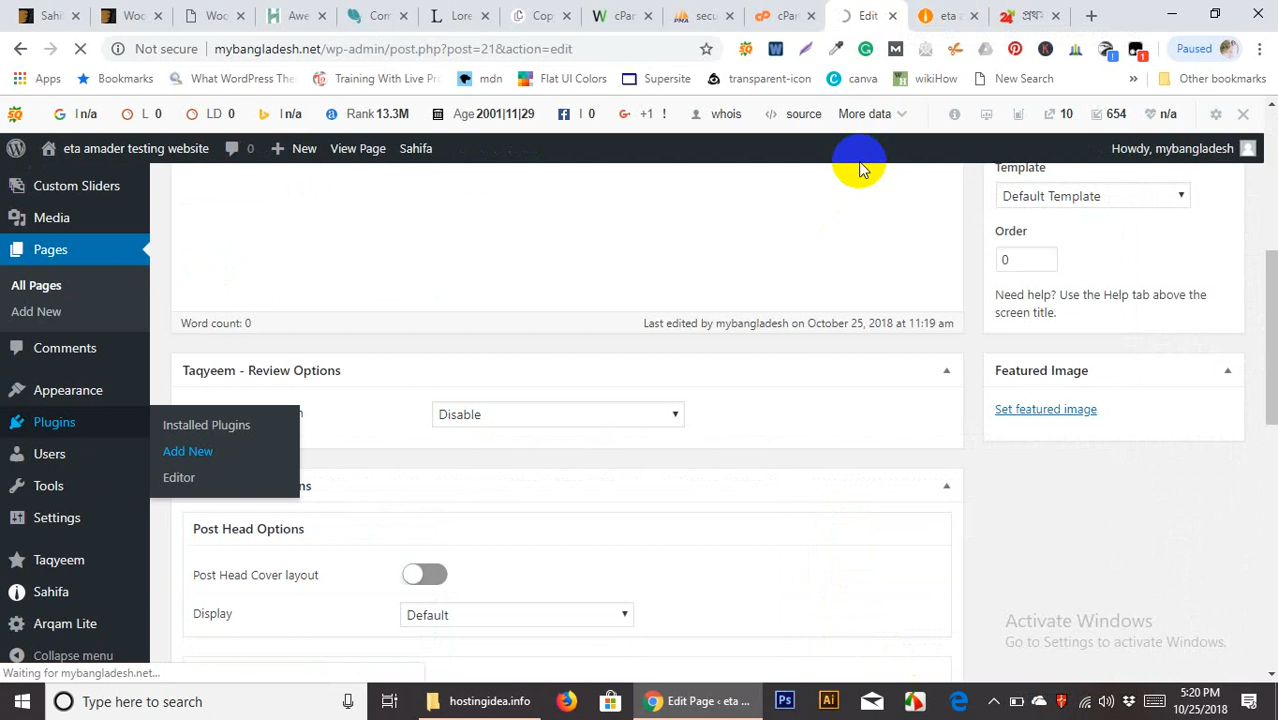 Sahi
Woo
Woo
Awe
Com
Lore
Cop
cPar
secu
cPar
Edit
eta a
প্রথ-
Not secure
mybangladesh.net/wp-admin/post.php?post=21&action=edit
Paused
Apps
Bookmarks
What WordPress The
Training With Live Pr
mdn
Flat UI Colors
Supersite
transparent-icon
canva
wikiHow
New Search
Other bookmarks
I n/a
L 0
LD 0
I n/a
Rank 13.3M
Age 2001|11|29
I 0
+1 !
whois
source
More data
10
654
n/a
eta amader testing website
0
New
View Page
Sahifa
Howdy, mybangladesh
Custom Sliders
Media
Pages
All Pages
Add New
Comments
Appearance
Plugins
Installed Plugins
Add New
Editor
Users
Tools
Settings
Taqyeem
Sahifa
Arqam Lite
Collapse menu
Word count: 0
Last edited by mybangladesh on October 25, 2018 at 11:19 am
Taqyeem - Review Options
Disable
Post Head Options
Post Head Cover layout
Display
Default
Template
Default Template
Order
0
Need help? Use the Help tab above the
screen title.
Featured Image
Set featured image
Activate Windows
Go to Settings to activate Windows.
Waiting for mybangladesh.net...
Type here to search
hostingidea.info
Edit Page ‹ eta ...
5:20 PM
10/25/2018